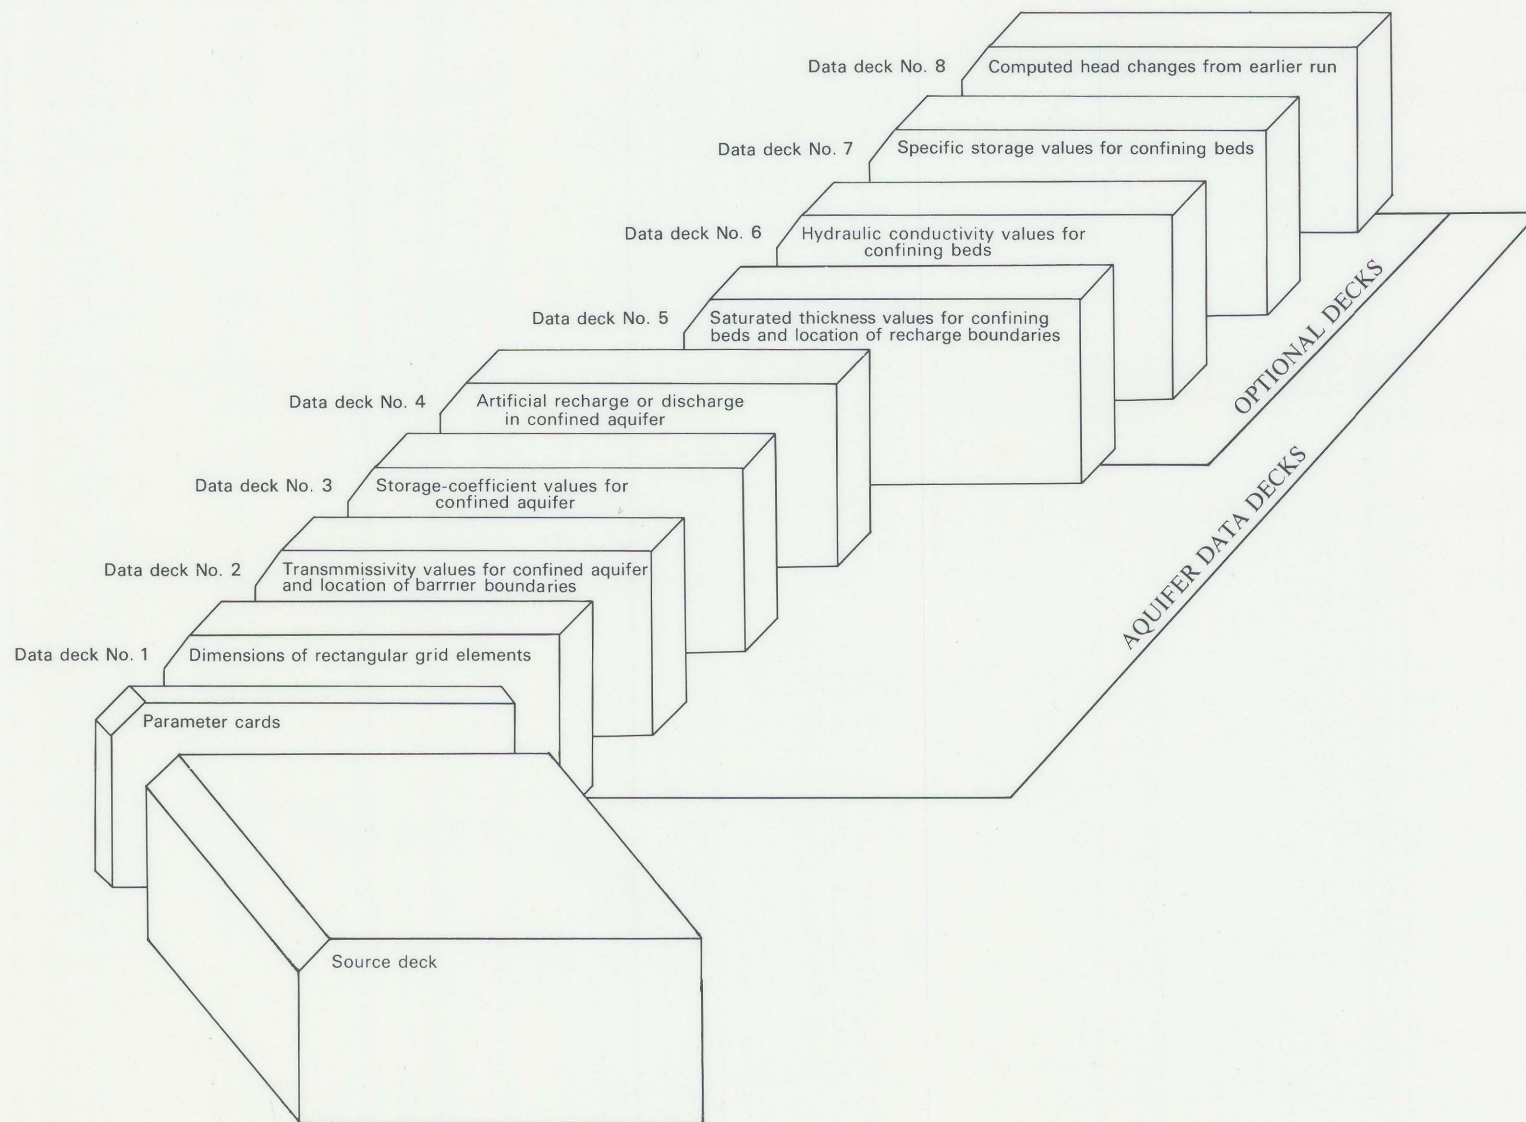 Data deck No. 8
Computed head changes from earlier run
Data deck No. 7
Specific storage values for confining beds
Data deck No. 6
Hydraulic conductivity values for
confining beds
Data deck No. 5
Saturated thickness values for confining
beds and location of recharge boundaries
Data deck No. 4
Artificial recharge or discharge
in confined aquifer
Data deck No. 3
Storage-coefficient values for
confined aquifer
Data deck No. 2
Transmmissivity values for confined aquifer
and location of barrrier boundaries
Data deck No. 1
Dimensions of rectangular grid elements
Parameter cards
Source deck
OPTIONAL DECKS
AQUIFER DATA DECKS